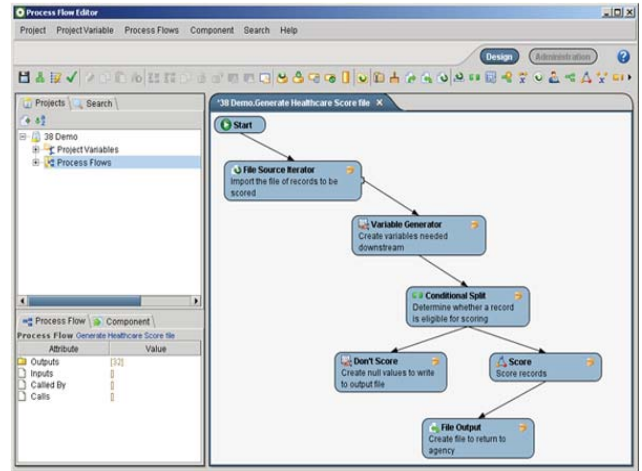 Process Flow Editor
Project Project Variable Process Flows Component Search Help
Design Administration
Projects Search
*38 Demo.Generate Healthcare Score file X
38 Demo
Project Variables
Process Flows
Start
File Source Iterator
Import the file of records to be
scored
Variable Generator
Create variables needed
downstream
Conditional Split
Determine whether a record
is eligible for scoring
Don't Score
Create null values to write
to output file
Score
Score records
File Output
Create file to return to
agency
Process Flow Component
Process Flow Generate Healthcare Score file
Attribute Value
Outputs [32]
Inputs []
Called By []
Calls []